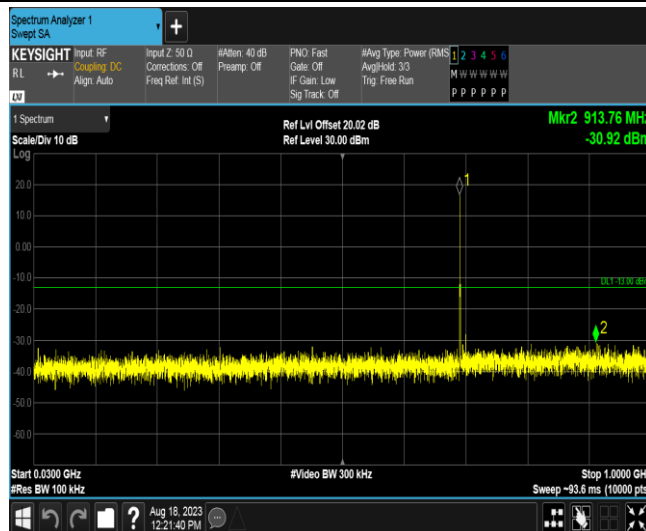 Spectrum Analyzer 1
Swept SA
+
KEYSIGHT
RL
Input: RF
Coupling: DC
Align: Auto
Input Z: 50 Ω
Corrections: Off
Freq Ref: Int (S)
#Atten: 40 dB
Preamp: Off
PNO: Fast
Gate: Off
IF Gain: Low
Sig Track: Off
#Avg Type: Power (RMS
Avg|Hold: 3/3
Trig: Free Run
1 2 3 4 5 6
M W W W W W
P P P P P P
1 Spectrum
Scale/Div 10 dB
Log
Ref Lvl Offset 20.02 dB
Ref Level 30.00 dBm
Mkr2 913.76 MHz
-30.92 dBm
20.0
10.0
0.00
-10.0
-20.0
-30.0
-40.0
-50.0
-60.0
1
DL1 -13.00 dBm
2
Start 0.0300 GHz
#Res BW 100 kHz
#Video BW 300 kHz
Stop 1.0000 GH
Sweep ~93.6 ms (10000 pts
?
Aug 18, 2023
12:21:40 PM